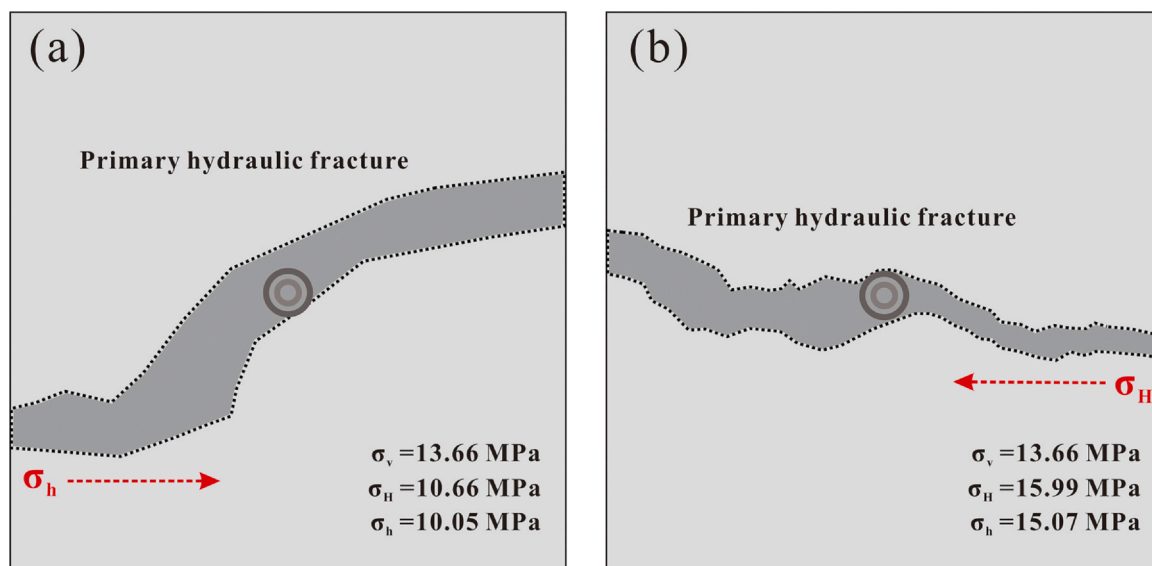 (a)
Primary hydraulic fracture
σh
σv=13.66 MPa
σH=10.66 MPa
σh=10.05 MPa
(b)
Primary hydraulic fracture
σH
σv=13.66 MPa
σH=15.99 MPa
σh=15.07 MPa